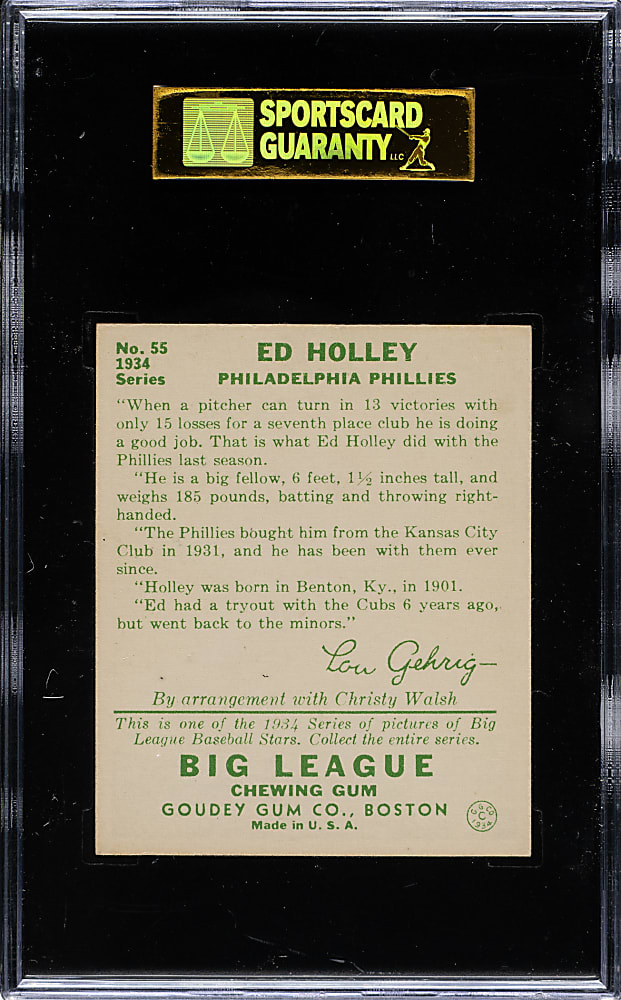 SPORTSCARD
GUARANTY LLC
No. 55
1934
Series
ED HOLLEY
PHILADELPHIA PHILLIES
"When a pitcher can turn in 13 victories with
only 15 losses for a seventh place club he is doing
a good job. That is what Ed Holley did with the
Phillies last season.
"He is a big fellow, 6 feet, 1½ inches tall, and
weighs 185 pounds, batting and throwing right-
handed.
"The Phillies bought him from the Kansas City
Club in 1931, and he has been with them ever
since.
"Holley was born in Benton, Ky., in 1901.
"Ed had a tryout with the Cubs 6 years ago,
but went back to the minors."
Lou Gehrig
By arrangement with Christy Walsh
This is one of the 1934 Series of pictures of Big
League Baseball Stars. Collect the entire series.
BIG LEAGUE
CHEWING GUM
GOUDEY GUM CO., BOSTON
Made in U. S. A.
G. G. CO.
C
1934